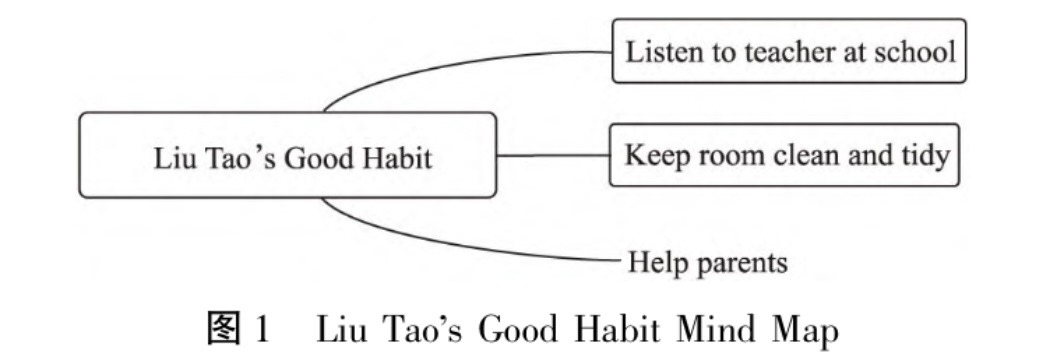 Listen to teacher at school
Liu Tao's Good Habit
Keep room clean and tidy
Help parents
图 1 Liu Tao's Good Habit Mind Map